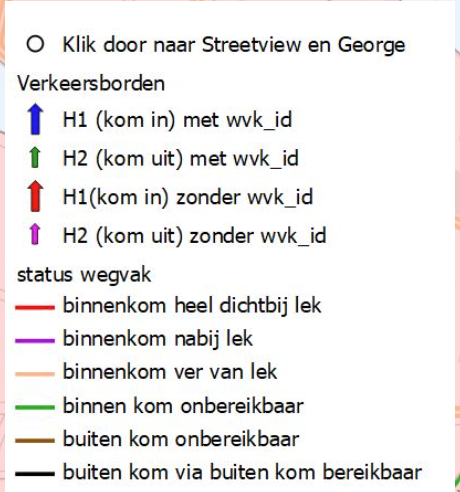 Klik door naar Streetview en George
Verkeersborden
H1 (kom in) met wvk_id
H2 (kom uit) met wvk_id
H1(kom in) zonder wvk_id
H2 (kom uit) zonder wvk_id
status wegvak
binnenkom heel dichtbij lek
binnenkom nabij lek
binnenkom ver van lek
binnen kom onbereikbaar
buiten kom onbereikbaar
buiten kom via buiten kom bereikbaar